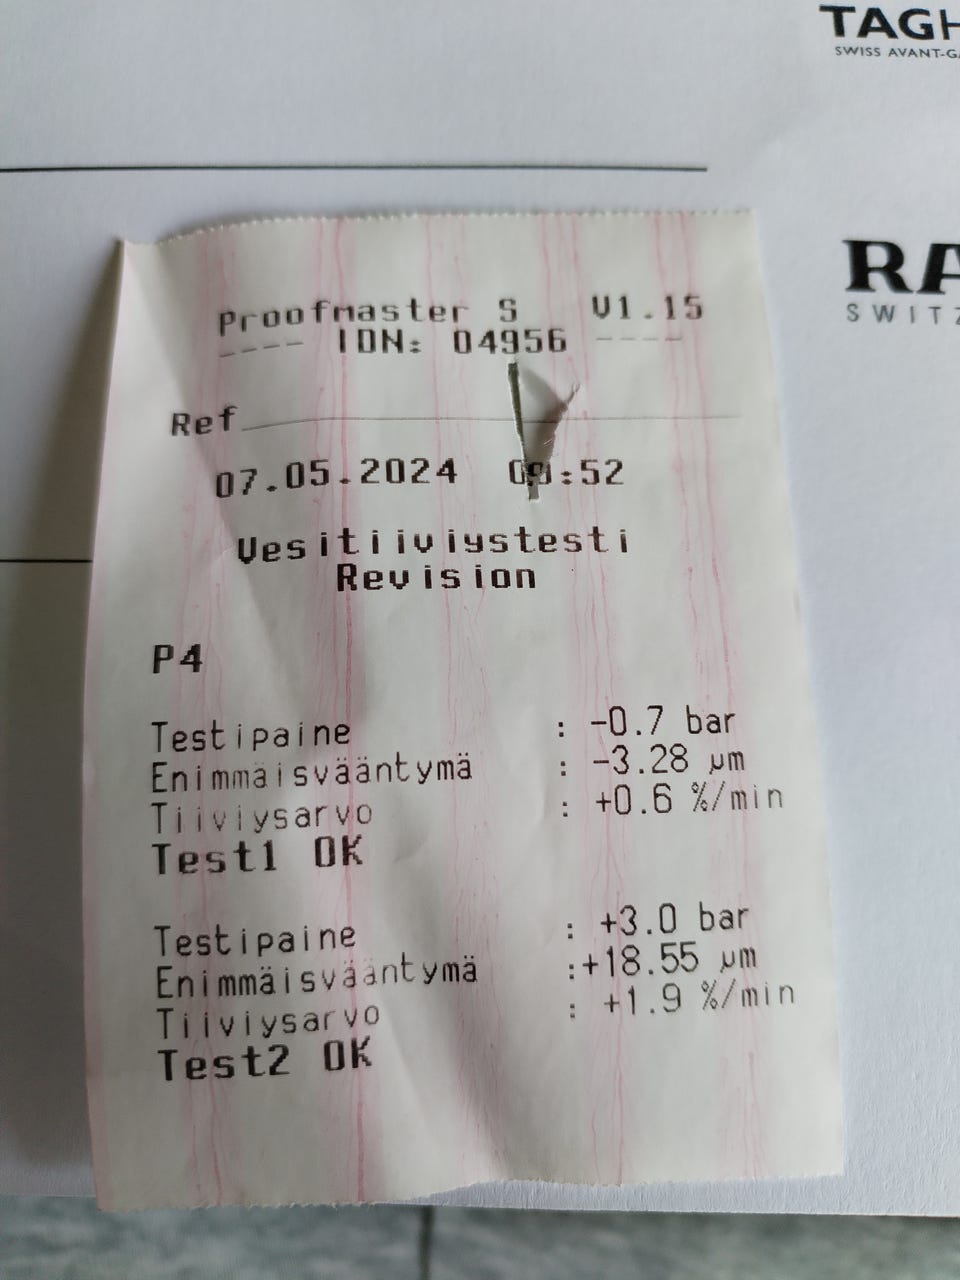 TAGH
SWISS AVANT-GA
RA
SWITZ
Proofmaster S V1.15
---- IDN: 04956 ----
Ref
07.05.2024 09:52
Vesitiiviystesti
Revision
P4
Testipaine : -0.7 bar
Enimmäisvääntymä : -3.28 µm
Tiiviysarvo : +0.6 %/min
Test1 OK
Testipaine : +3.0 bar
Enimmäisvääntymä :+18.55 µm
Tiiviysarvo : +1.9 %/min
Test2 OK